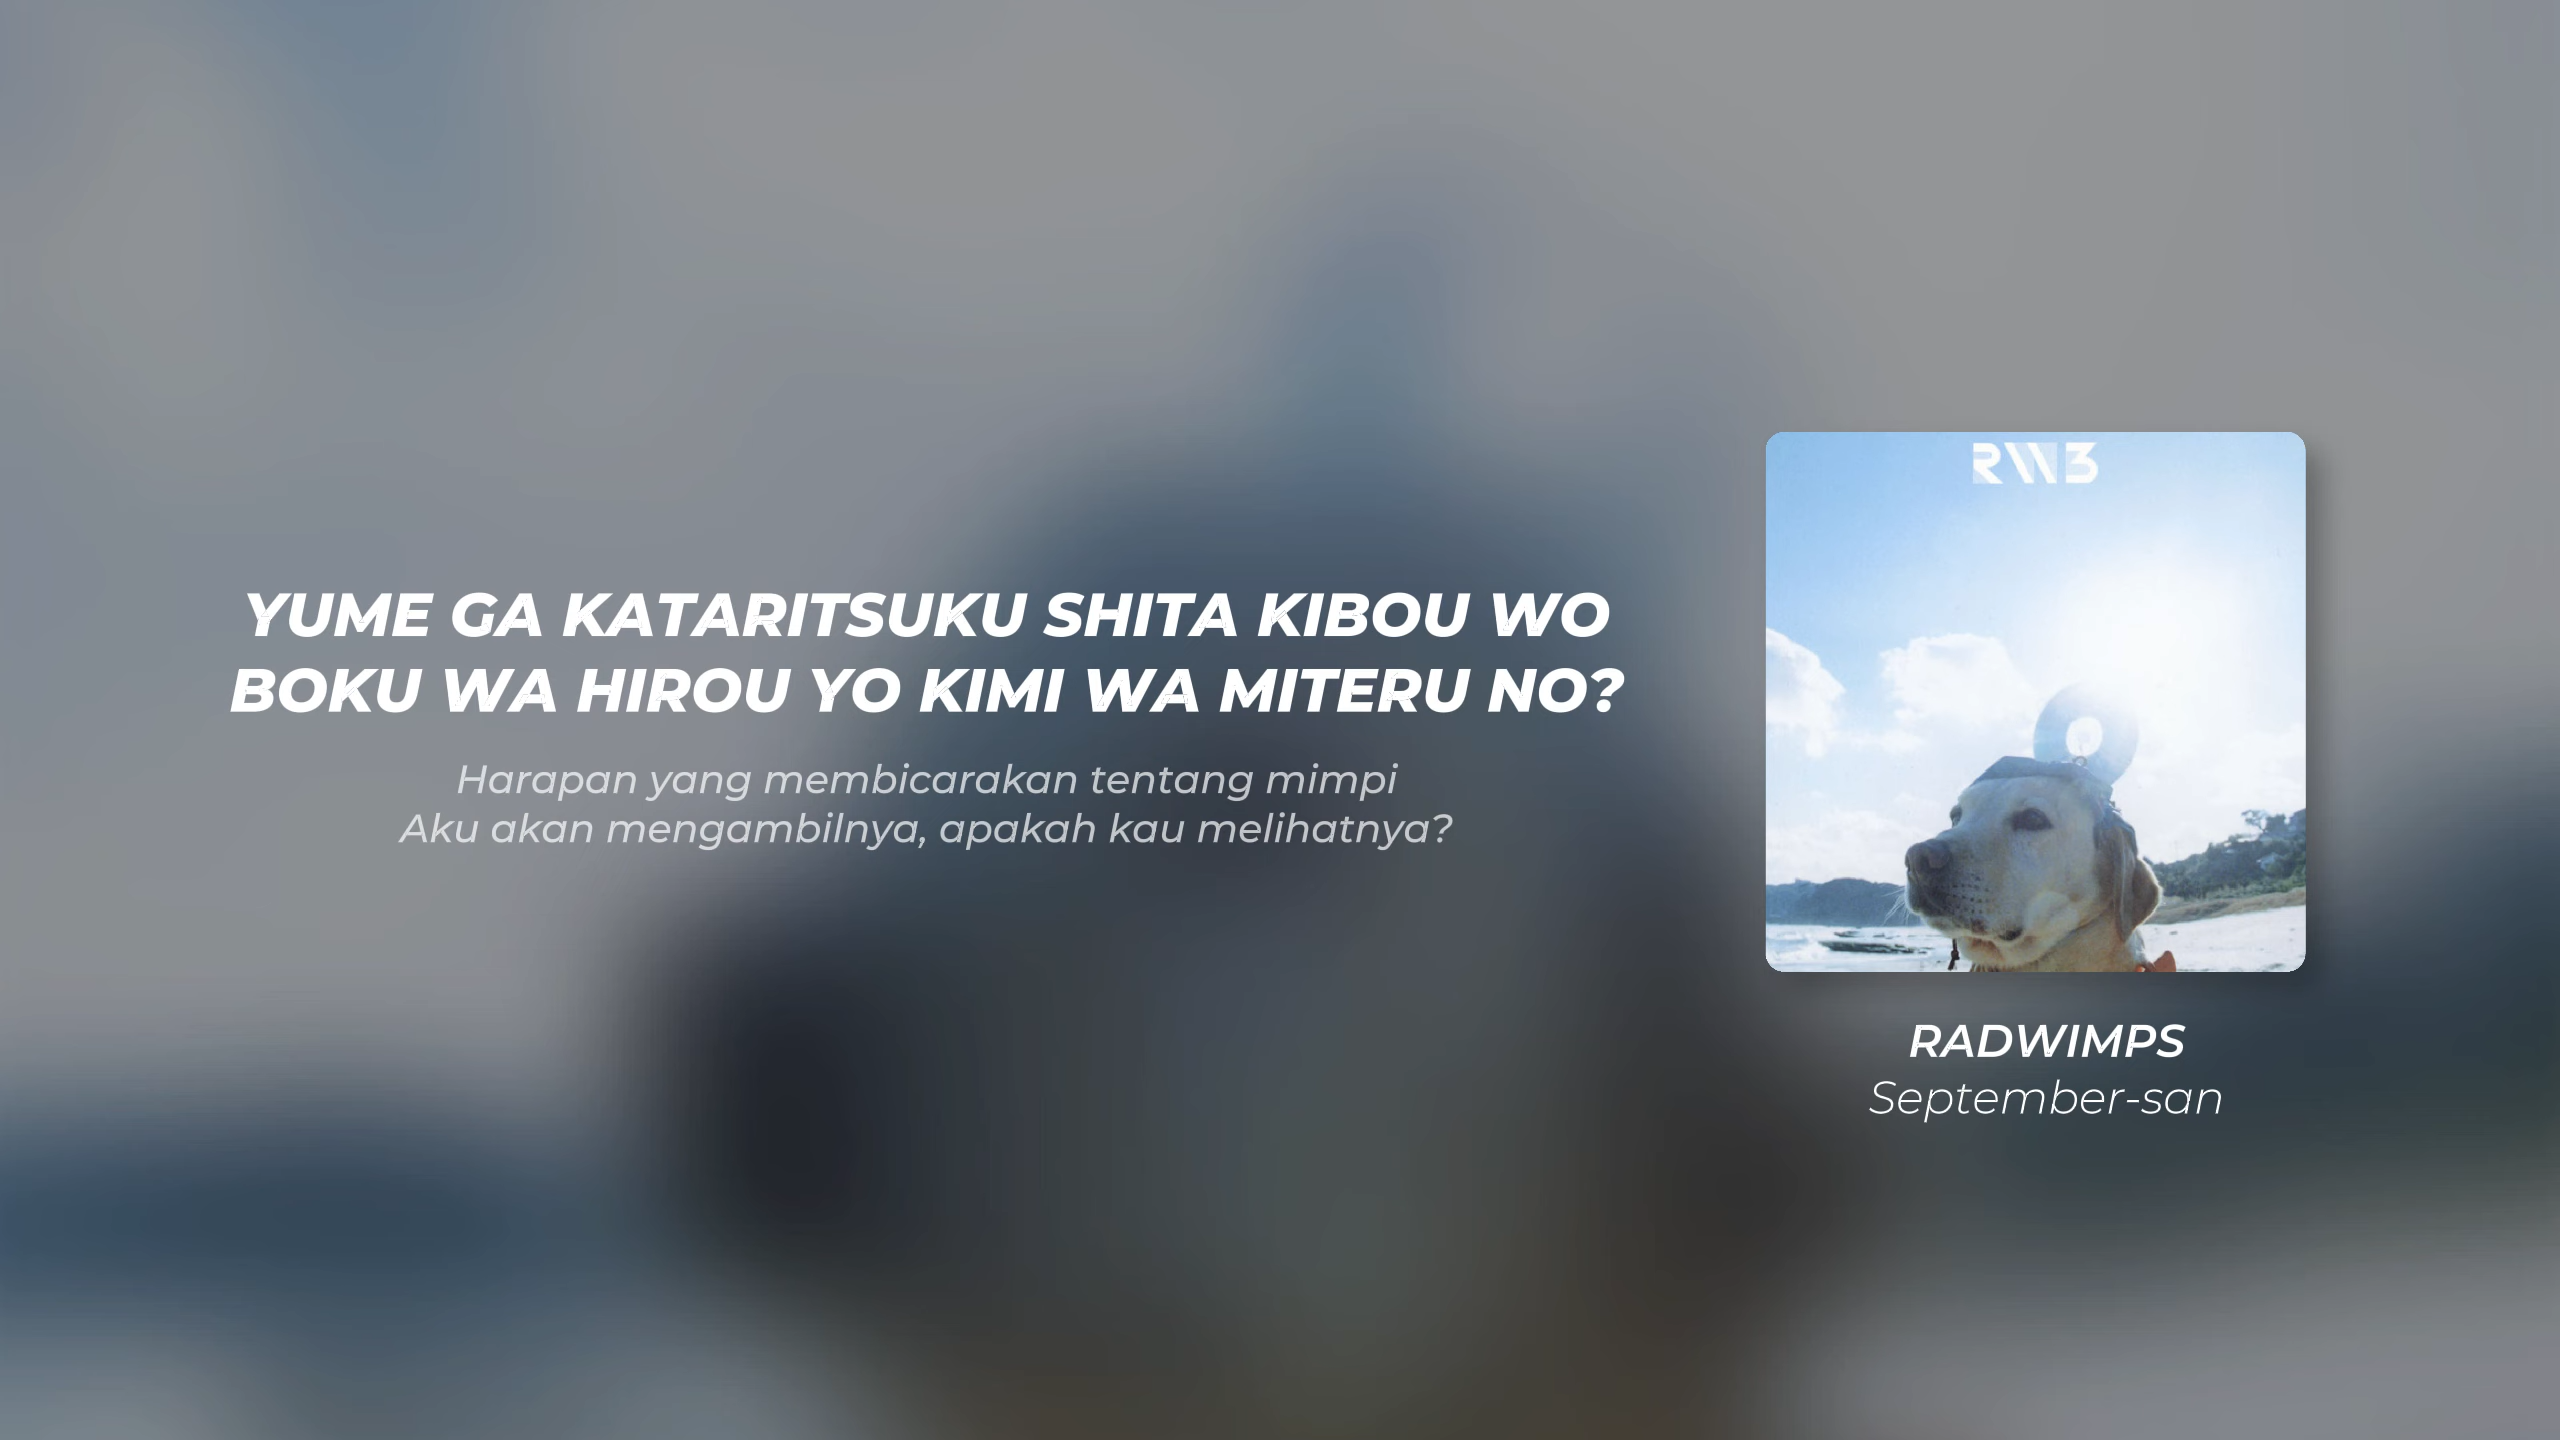 YUME GA KATARITSUKU SHITA KIBOU WO
BOKU WA HIROU YO KIMI WA MITERU NO?
Harapan yang membicarakan tentang mimpi
Aku akan mengambilnya, apakah kau melihatnya?
RW3
RADWIMPS
September-san